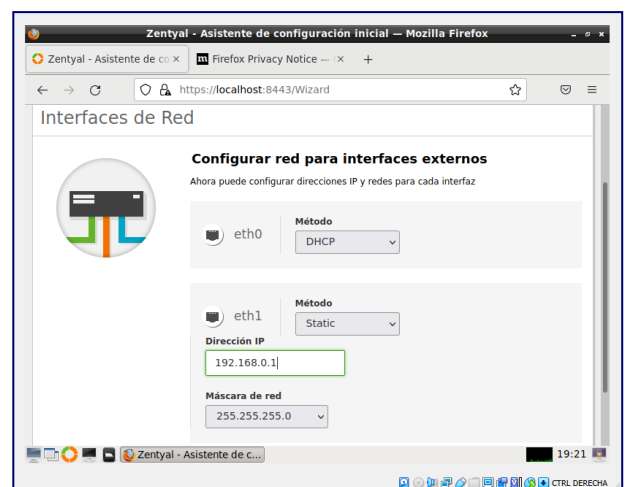 Zentyal - Asistente de configuración inicial — Mozilla Firefox
Zentyal - Asistente de co
Firefox Privacy Notice —
https://localhost:8443/Wizard
Interfaces de Red
Configurar red para interfaces externos
Ahora puede configurar direcciones IP y redes para cada interfaz
eth0
Método
DHCP
eth1
Método
Static
Dirección IP
192.168.0.1
Máscara de red
255.255.255.0
Zentyal - Asistente de c...
19:21
CTRL DERECHA